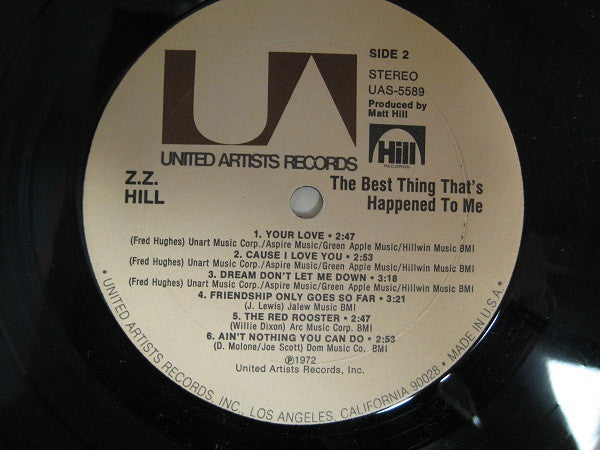 UA
SIDE 2
STEREO
UAS-5589
Produced by
Matt Hill
UNITED ARTISTS RECORDS
Hill
RECORDS
Z.Z.
HILL
The Best Thing That's
Happened To Me
1. YOUR LOVE • 2:47
(Fred Hughes) Unart Music Corp./Aspire Music/Green Apple Music/Hillwin Music BMI
2. CAUSE I LOVE YOU • 2:53
(Fred Hughes) Unart Music Corp./Aspire Music/Green Apple Music/Hillwin Music BMI
3. DREAM DON'T LET ME DOWN • 3:18
(Fred Hughes) Unart Music Corp./Aspire Music/Green Apple Music/Hillwin Music BMI
4. FRIENDSHIP ONLY GOES SO FAR • 3:21
(J. Lewis) Jalew Music BMI
5. THE RED ROOSTER • 2:47
(Willie Dixon) Arc Music Corp. BMI
6. AIN'T NOTHING YOU CAN DO • 2:53
(D. Molone/Joe Scott) Dom Music Co. BMI
℗1972
United Artists Records, Inc.
• UNITED ARTISTS RECORDS, INC., LOS ANGELES, CALIFORNIA 90028 • MADE IN U.S.A. •